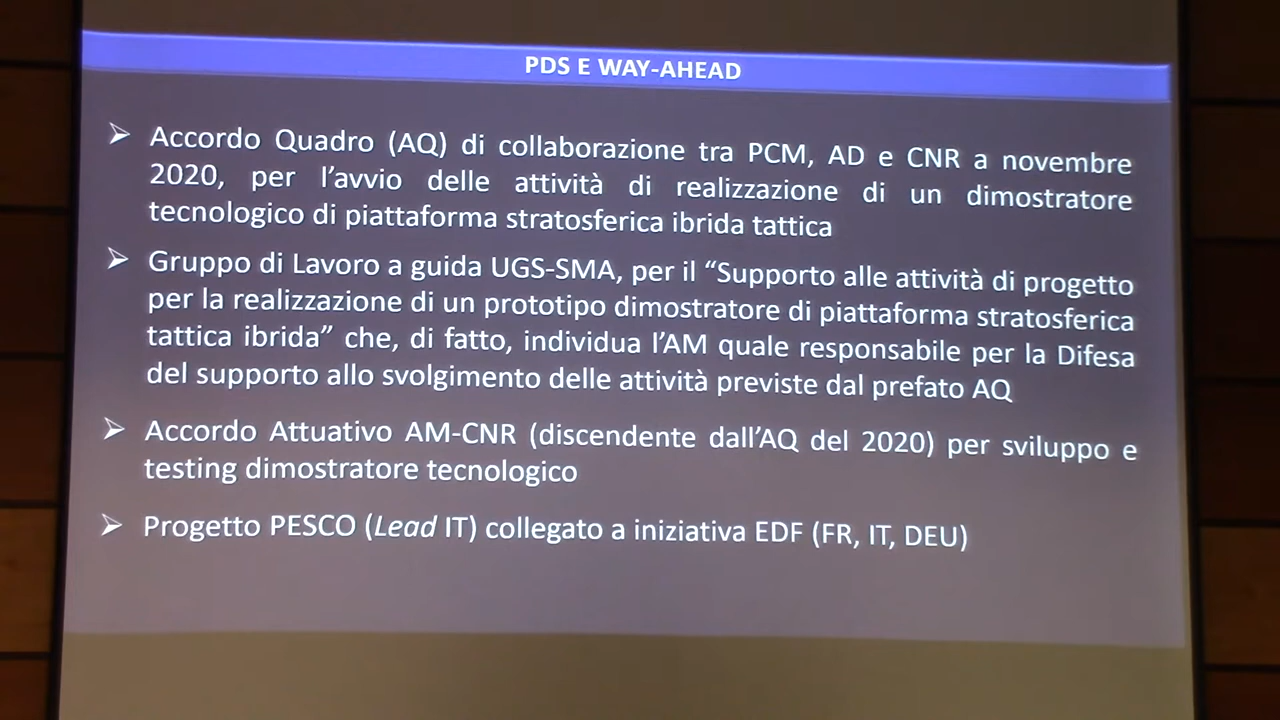 PDS E WAY-AHEAD
Accordo Quadro (AQ) di collaborazione tra PCM, AD e CNR a novembre
2020, per l'avvio delle attività di realizzazione di un dimostratore
tecnologico di piattaforma stratosferica ibrida tattica
Gruppo di Lavoro a guida UGS-SMA, per il “Supporto alle attività di progetto
per la realizzazione di un prototipo dimostratore di piattaforma stratosferica
tattica ibrida” che, di fatto, individua l'AM quale responsabile per la Difesa
del supporto allo svolgimento delle attività previste dal prefato AQ
Accordo Attuativo AM-CNR (discendente dall'AQ del 2020) per sviluppo e
testing dimostratore tecnologico
Progetto PESCO (Lead IT) collegato a iniziativa EDF (FR, IT, DEU)